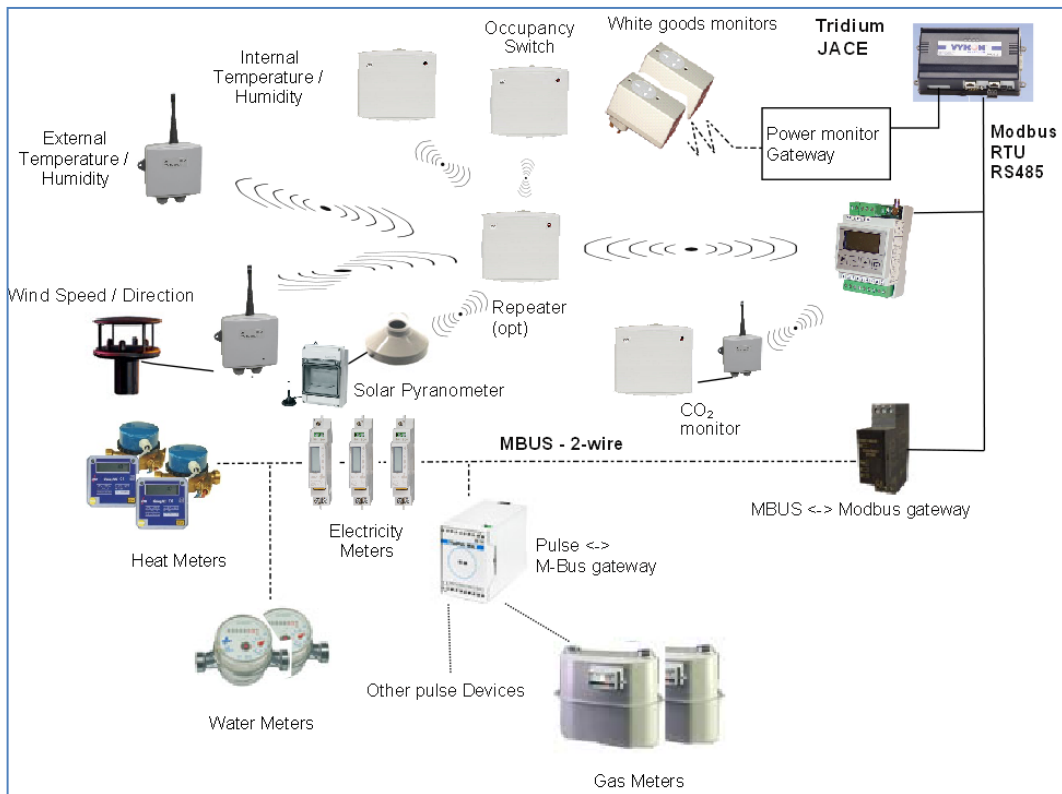 White goods monitors
Tridium
JACE
Occupancy
Switch
Internal
Temperature /
Humidity
VYKON
External
Temperature /
Humidity
Power monitor
Gateway
Modbus
RTU
RS485
Wind Speed / Direction
Repeater
(opt)
Solar Pyranometer
CO₂
monitor
MBUS - 2-wire
MBUS <-> Modbus gateway
Electricity
Meters
Heat Meters
Pulse <->
M-Bus gateway
Other pulse Devices
Water Meters
Gas Meters